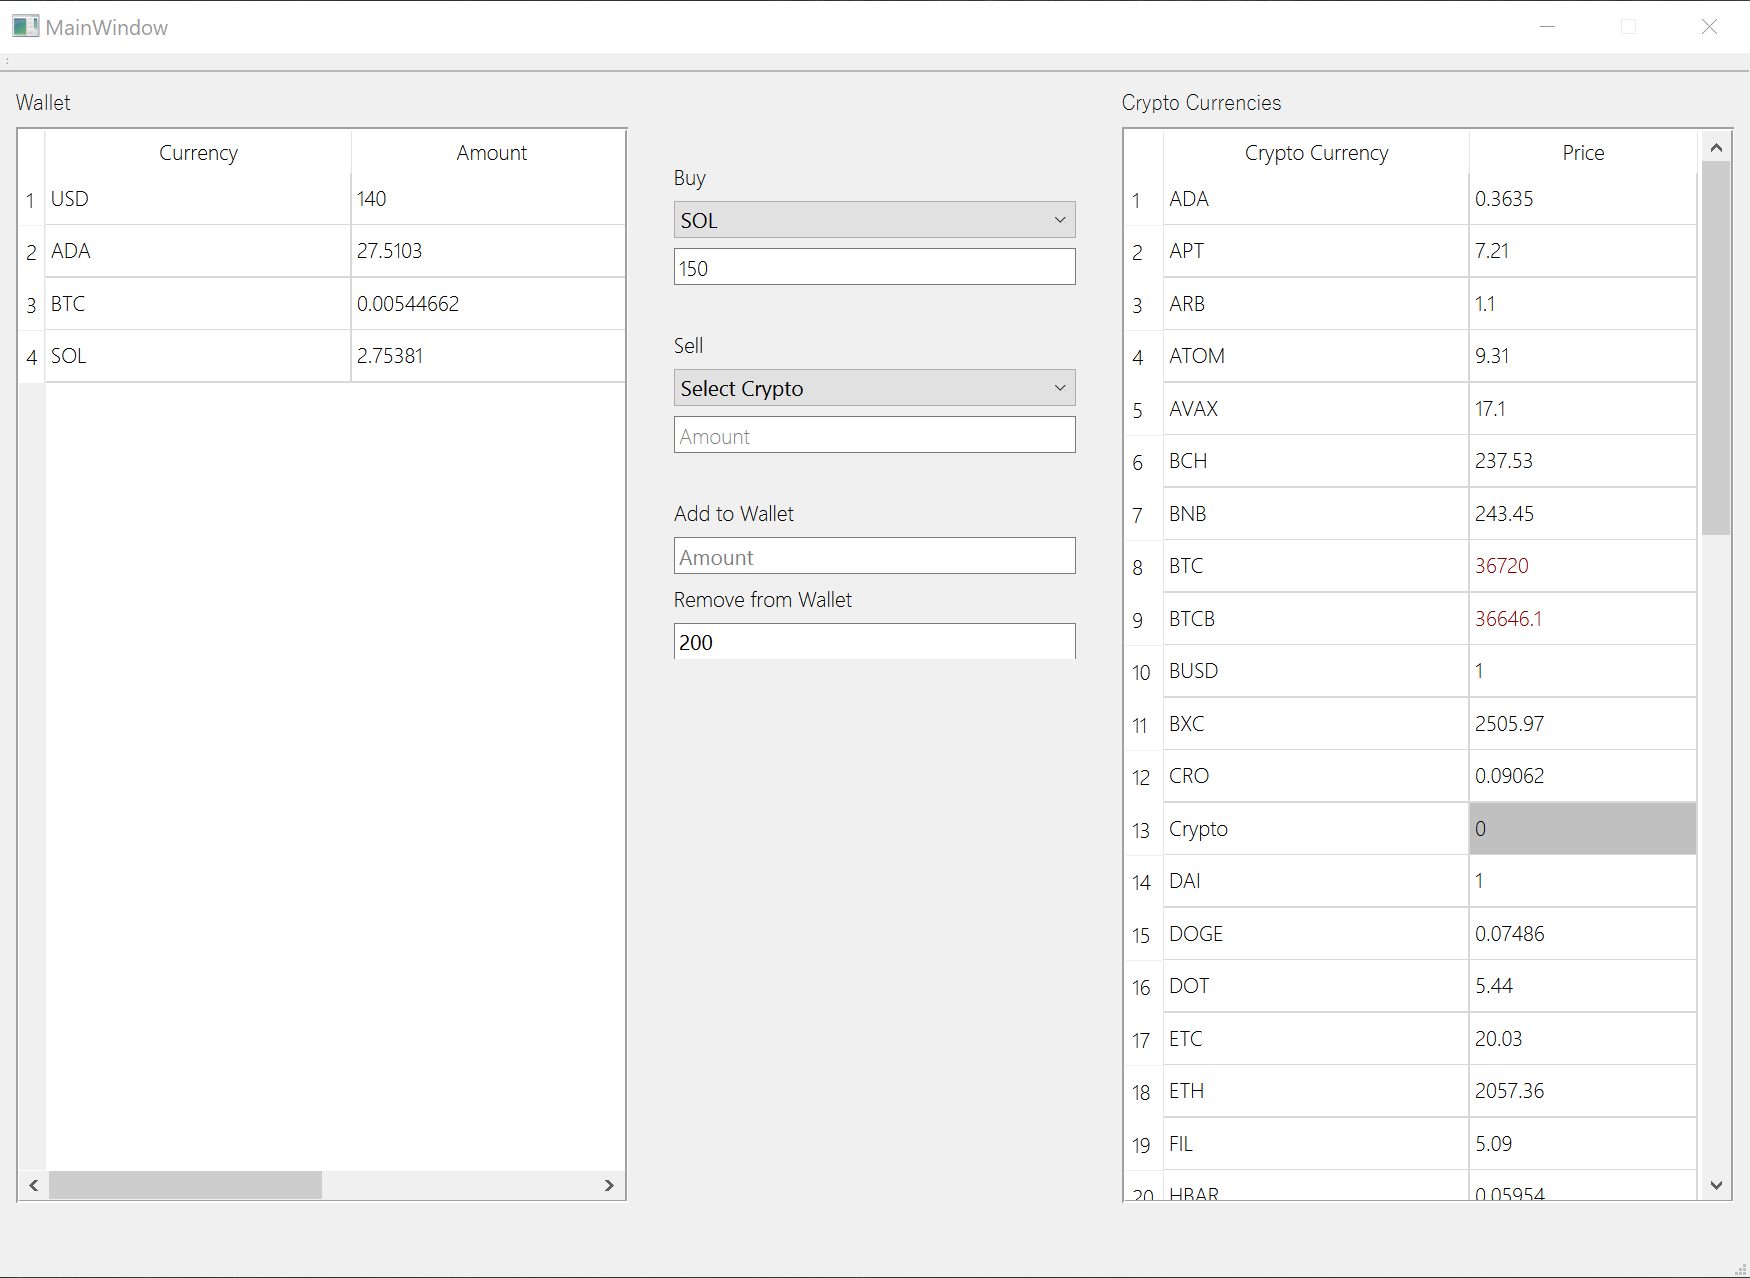 MainWindow
Wallet
Currency Amount
1 USD 140
2 ADA 27.5103
3 BTC 0.00544662
4 SOL 2.75381
Buy
SOL
150
Sell
Select Crypto
Amount
Add to Wallet
Amount
Remove from Wallet
200
Crypto Currencies
Crypto Currency Price
1 ADA 0.3635
2 APT 7.21
3 ARB 1.1
4 ATOM 9.31
5 AVAX 17.1
6 BCH 237.53
7 BNB 243.45
8 BTC 36720
9 BTCB 36646.1
10 BUSD 1
11 BXC 2505.97
12 CRO 0.09062
13 Crypto 0
14 DAI 1
15 DOGE 0.07486
16 DOT 5.44
17 ETC 20.03
18 ETH 2057.36
19 FIL 5.09
20 HBAR 0.05954